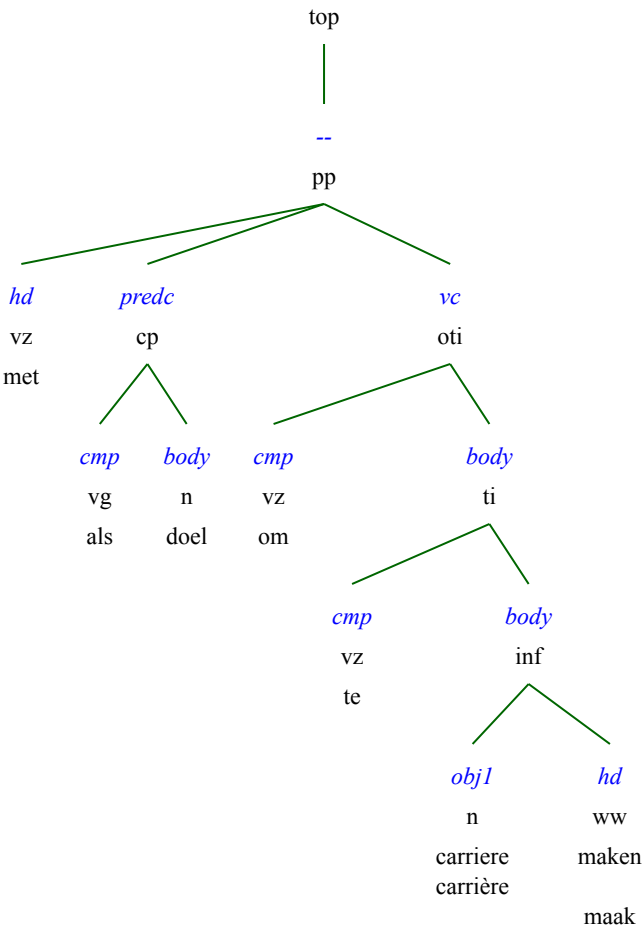 top
--
pp
hd predc vc
vz cp oti
met
cmp body cmp body
vg n vz ti
als doel om
cmp body
vz inf
te
obj1 hd
n ww
carriere maken
carrière
maak